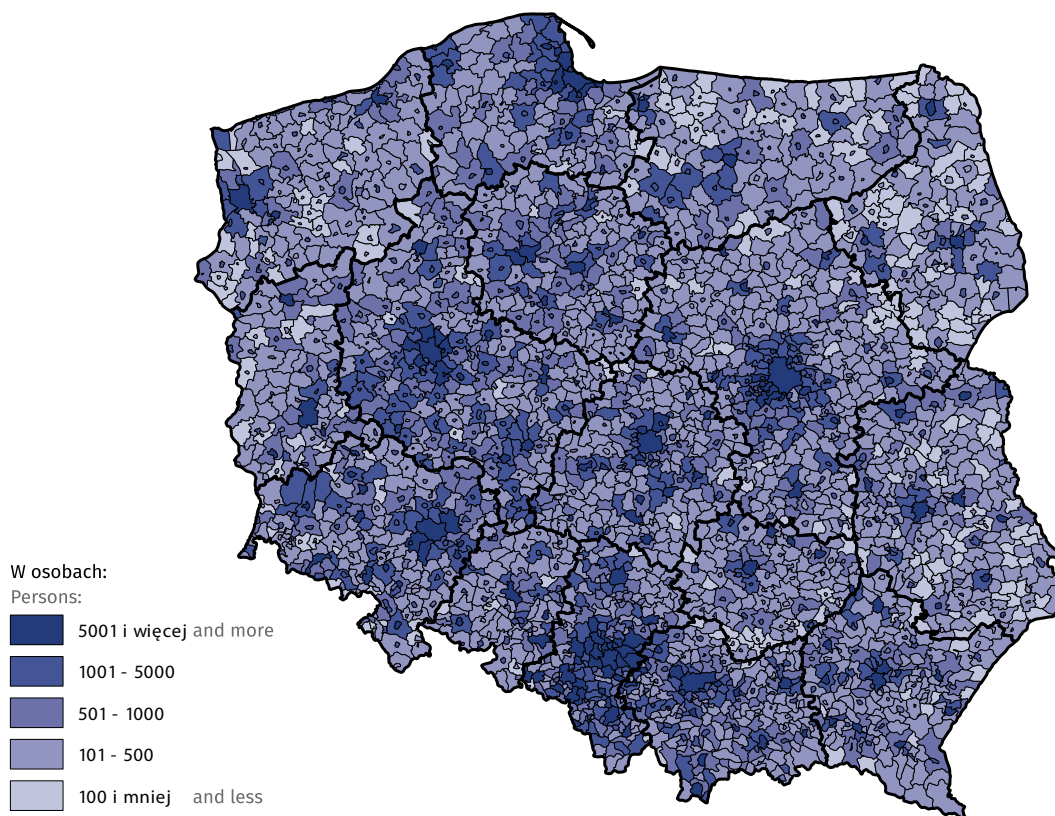 W osobach:
Persons:
5001 i więcej and more
1001 - 5000
501 - 1000
101 - 500
100 i mniej and less